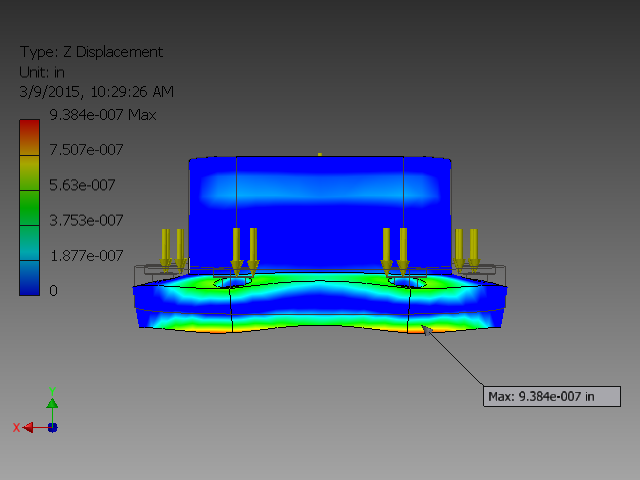 Type: Z Displacement
Unit: in
3/9/2015, 10:29:26 AM
9.384e-007 Max
7.507e-007
5.63e-007
3.753e-007
1.877e-007
0
Max: 9.384e-007 in
Y
X